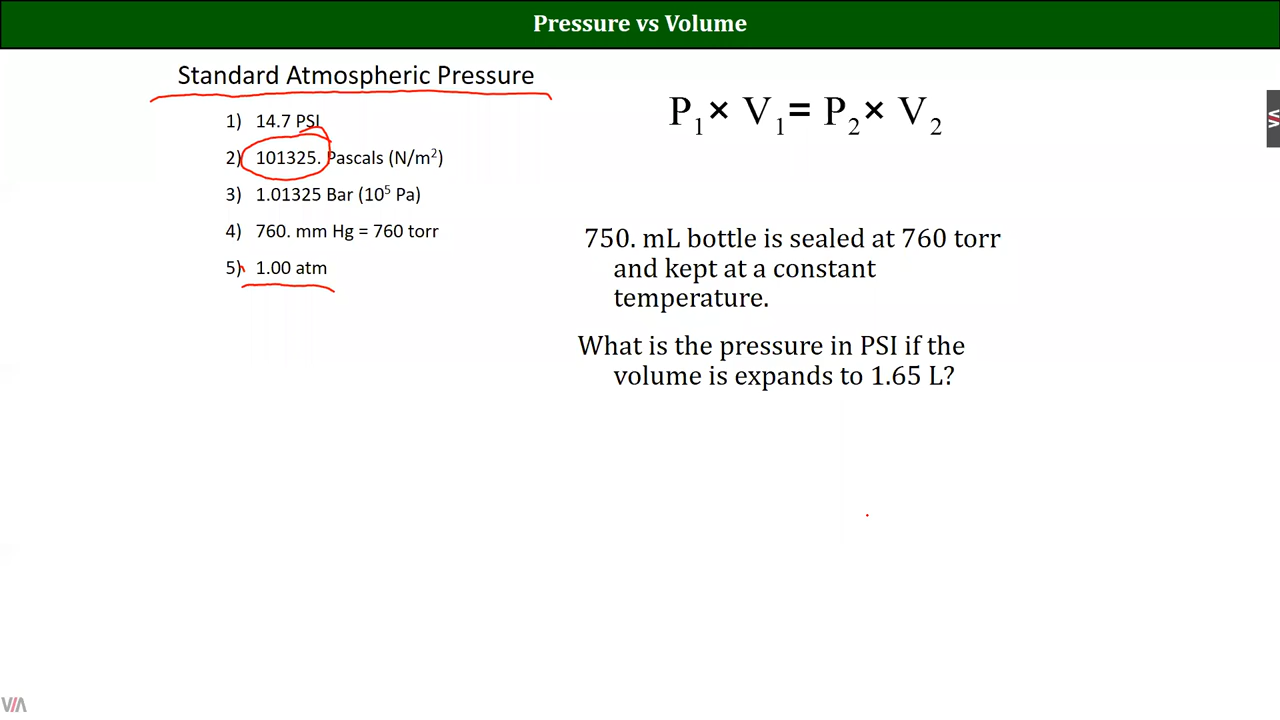 Pressure vs Volume
Standard Atmospheric Pressure
1) 14.7 PSI
2) 101325. Pascals (N/m²)
3) 1.01325 Bar (10⁵ Pa)
4) 760. mm Hg = 760 torr
5) 1.00 atm
P₁× V₁= P₂× V₂
750. mL bottle is sealed at 760 torr
and kept at a constant
temperature.
What is the pressure in PSI if the
volume is expands to 1.65 L?
VIA
VIA